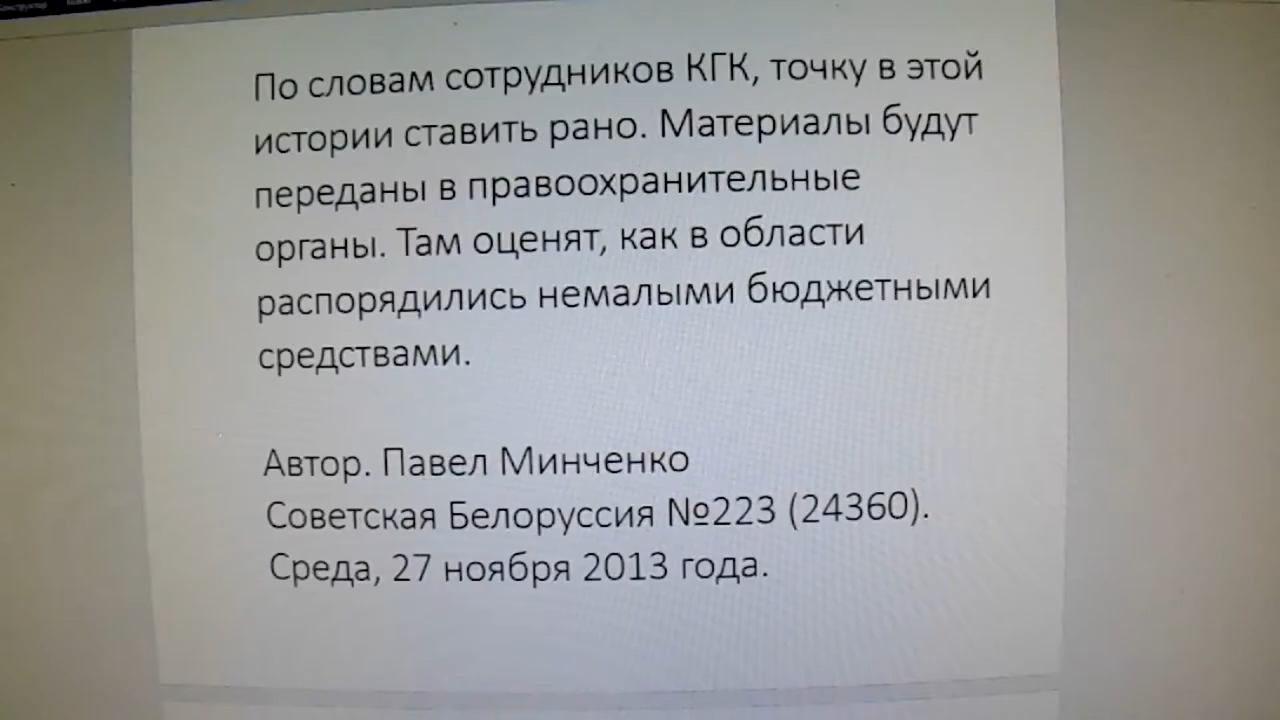 Конструктор
По словам сотрудников КГК, точку в этой
истории ставить рано. Материалы будут
переданы в правоохранительные
органы. Там оценят, как в области
распорядились немалыми бюджетными
средствами.
Автор. Павел Минченко
Советская Белоруссия №223 (24360).
Среда, 27 ноября 2013 года.